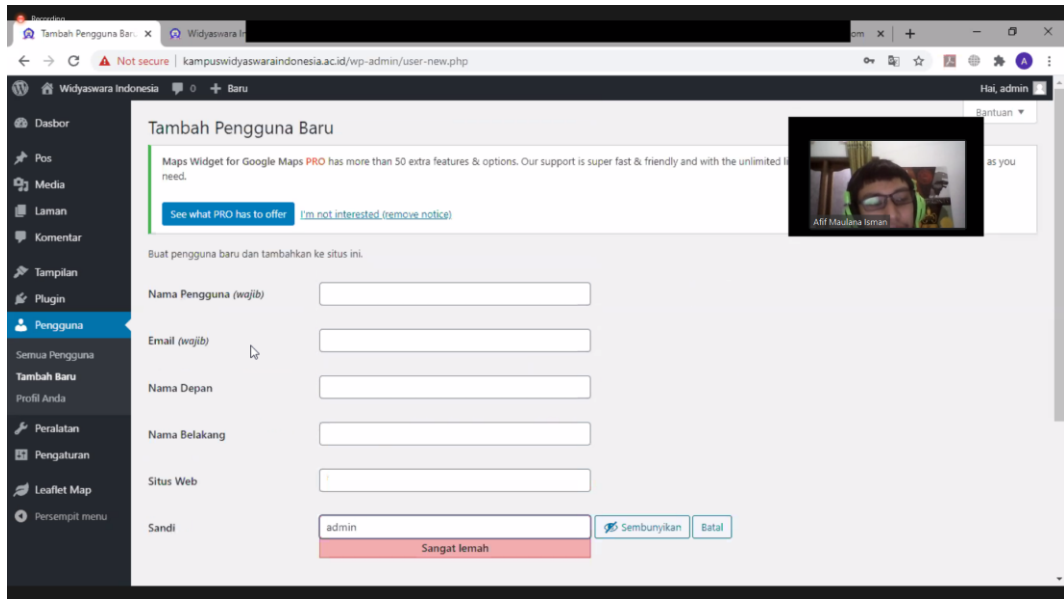 Recording
Tambah Pengguna Baru
Widyaswara In
om
Not secure | kampuswidyaswaraindonesia.ac.id/wp-admin/user-new.php
A
Widyaswara Indonesia 0 + Baru
Hai, admin
Bantuan
Dasbor
Pos
Media
Laman
Komentar
Tampilan
Plugin
Pengguna
Semua Pengguna
Tambah Baru
Profil Anda
Peralatan
Pengaturan
Leaflet Map
Persempit menu
Tambah Pengguna Baru
Maps Widget for Google Maps PRO has more than 50 extra features & options. Our support is super fast & friendly and with the unlimited as you
need.
See what PRO has to offer I'm not interested (remove notice)
Afif Maulana Isman
Buat pengguna baru dan tambahkan ke situs ini.
Nama Pengguna (wajib)
Email (wajib)
Nama Depan
Nama Belakang
Situs Web
Sandi
admin
Sembunyikan
Batal
Sangat lemah